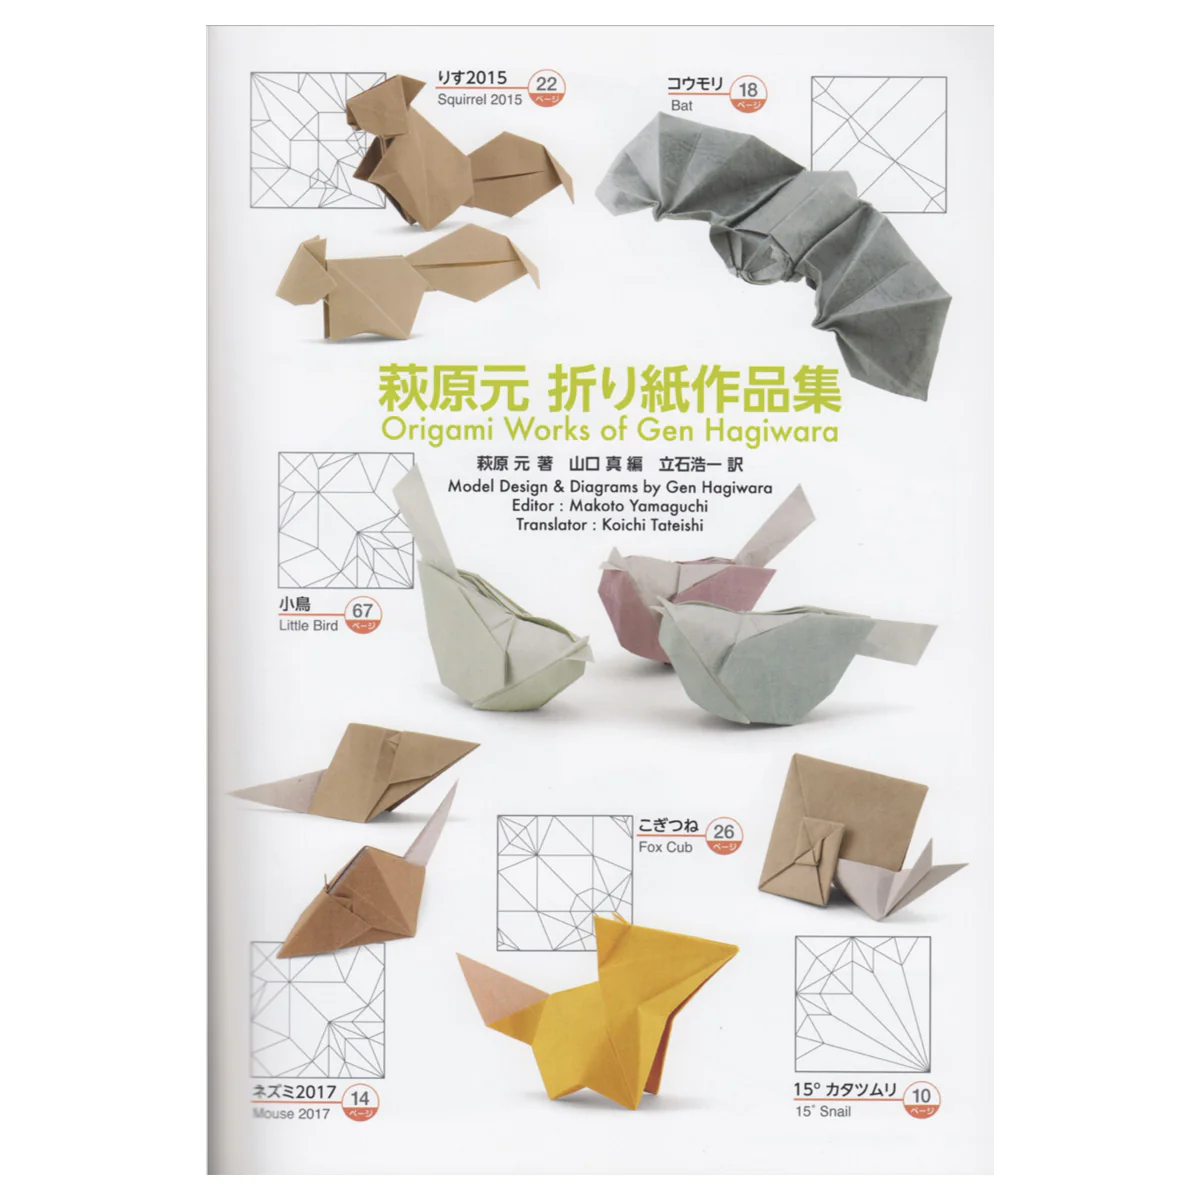 りす2015
Squirrel 2015
22
ページ
コウモリ
Bat
18
ページ
萩原元 折り紙作品集
Origami Works of Gen Hagiwara
萩原 元 著 山口 真 編 立石浩一 訳
Model Design & Diagrams by Gen Hagiwara
Editor : Makoto Yamaguchi
Translator : Koichi Tateishi
小鳥
Little Bird
67
ページ
こぎつね
Fox Cub
26
ページ
ネズミ2017
Mouse 2017
14
ページ
15° カタツムリ
15° Snail
10
ページ